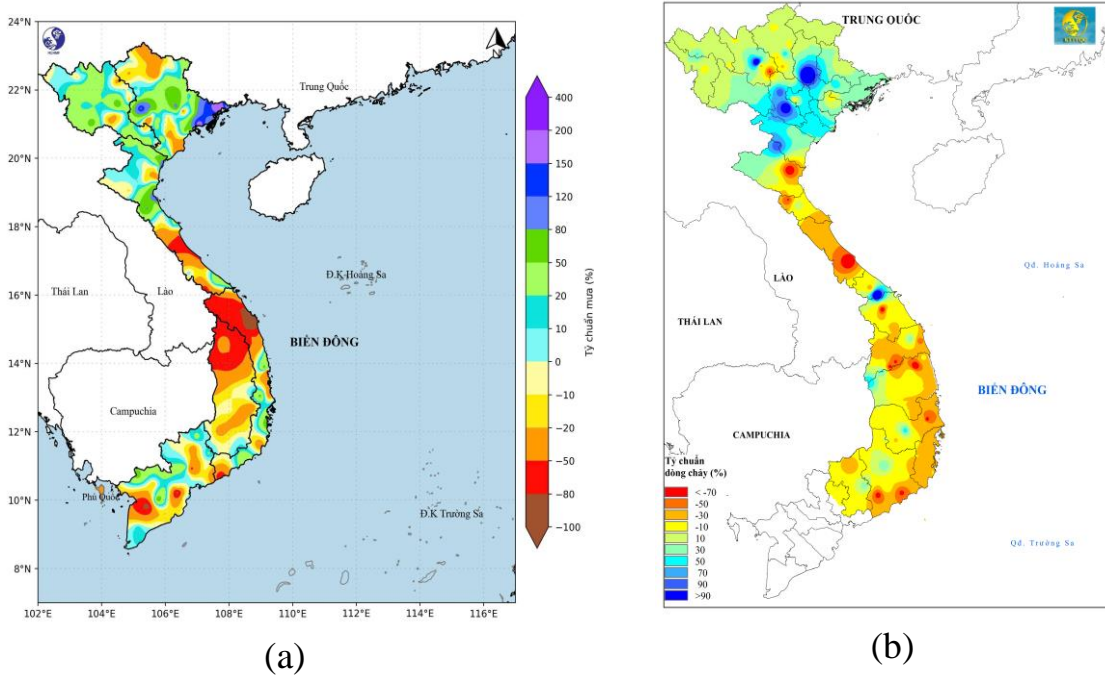 24°N
22°N
20°N
18°N
16°N
14°N
12°N
10°N
8°N
102°E
104°E
106°E
108°E
110°E
112°E
114°E
116°E
Trung Quốc
Đ.K Hoàng Sa
Thái Lan
Lào
BIỂN ĐÔNG
Campuchia
Phú Quốc
Đ.K Trường Sa
400
200
150
120
80
50
20
10
0
−10
−20
−50
−80
−100
Tỷ chuẩn mưa (%)
(a)
TRUNG QUỐC
Qđ. Hoàng Sa
LÀO
THÁI LAN
BIỂN ĐÔNG
CAMPUCHIA
Qđ. Trường Sa
Tỷ chuẩn
dòng chảy (%)
< -70
-50
-30
-10
10
30
50
70
90
>90
(b)